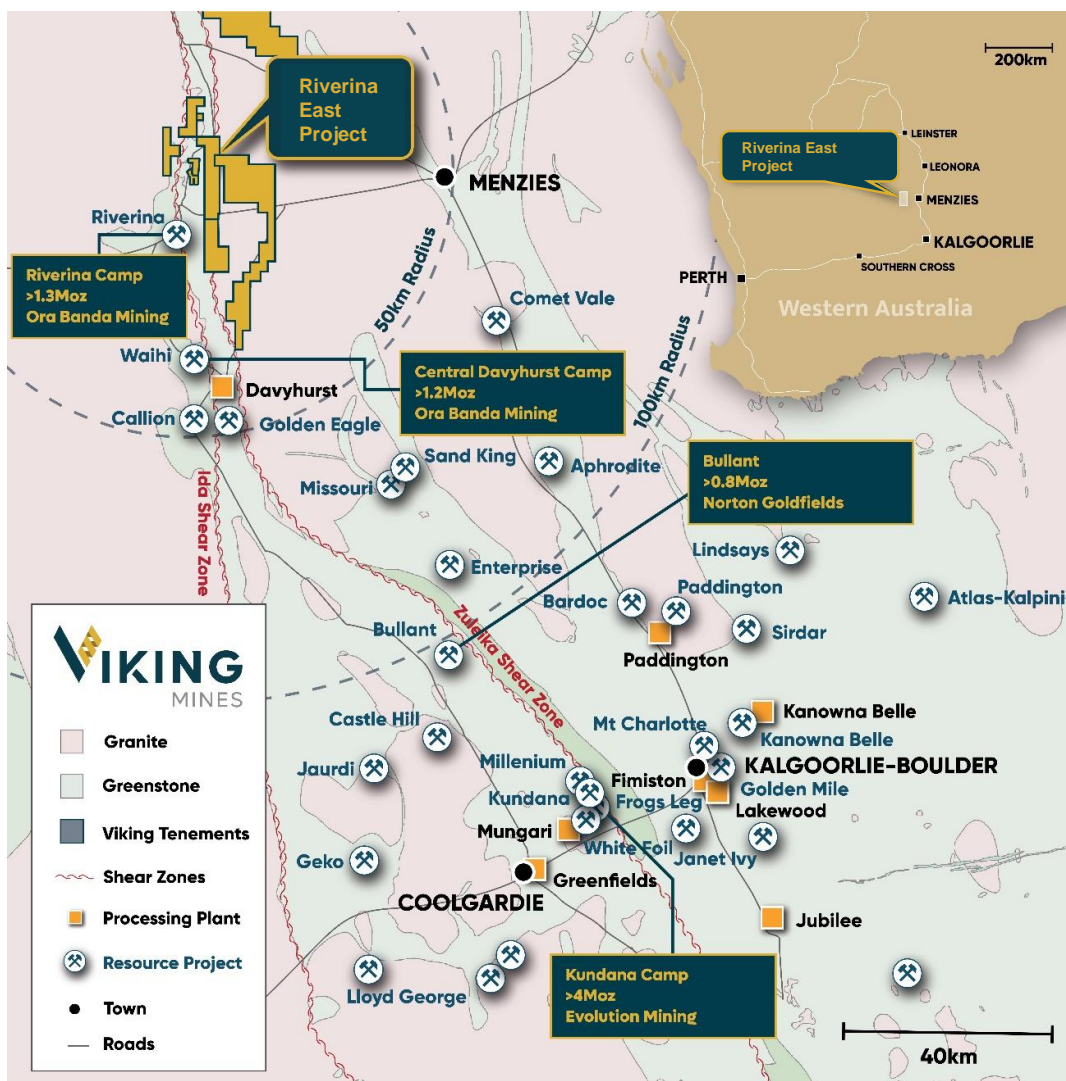 Riverina
East
Project
200km
LEINSTER
Riverina East
Project
LEONORA
MENZIES
MENZIES
Riverina
KALGOORLIE
SOUTHERN CROSS
PERTH
Riverina Camp
>1.3Moz
Ora Banda Mining
50km Radius
Comet Vale
Western Australia
100km Radius
Waihi
Central Davyhurst Camp
>1.2Moz
Ora Banda Mining
Davyhurst
Callion
Golden Eagle
Sand King
Aphrodite
Missouri
Bullant
>0.8Moz
Norton Goldfields
Ida Shear Zone
Lindsays
Enterprise
Paddington
Bardoc
Atlas-Kalpini
Zuleika Shear Zone
Sirdar
Bullant
Paddington
VIKING
MINES
Granite
Greenstone
Viking Tenements
Shear Zones
Processing Plant
Resource Project
Town
Roads
Castle Hill
Mt Charlotte
Kanowna Belle
Kanowna Belle
Jaurdi
Millenium
Fimiston
KALGOORLIE-BOULDER
Kundana
Frogs Leg
Golden Mile
Lakewood
Mungari
White Foil
Janet Ivy
Geko
Greenfields
COOLGARDIE
Jubilee
Lloyd George
Kundana Camp
>4Moz
Evolution Mining
40km